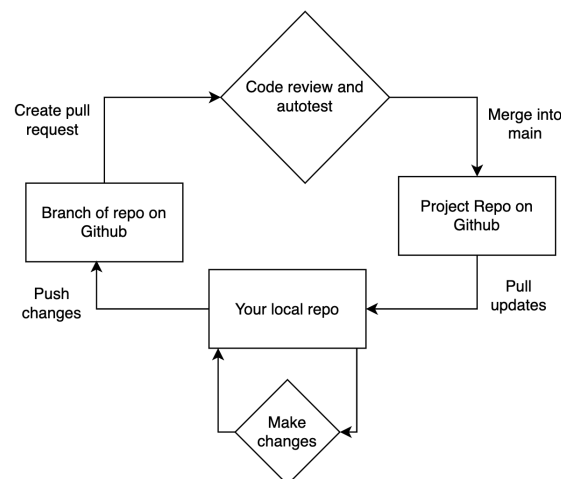 Code review and
autotest
Create pull
request
Merge into
main
Branch of repo on
Github
Project Repo on
Github
Push
changes
Your local repo
Pull
updates
Make
changes